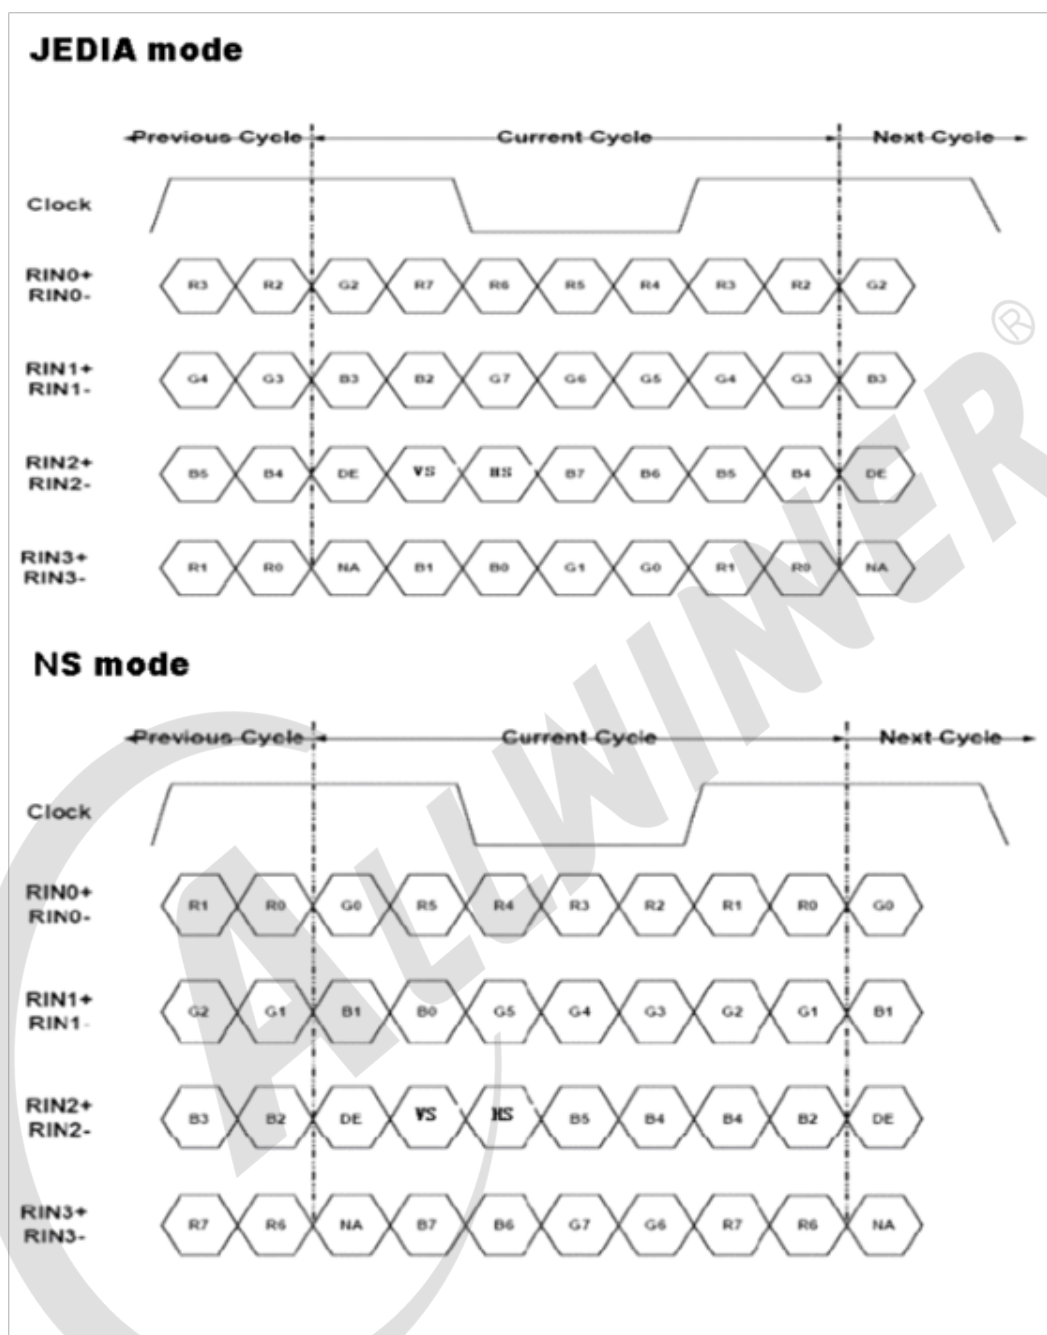 JEDIA mode
Previous Cycle Current Cycle Next Cycle
Clock
RIN0+
RIN0-
R3 R2 G2 R7 R6 R5 R4 R3 R2 G2
RIN1+
RIN1-
G4 G3 B3 B2 G7 G6 G5 G4 G3 B3
RIN2+
RIN2-
B5 B4 DE VS HS B7 B6 B5 B4 DE
RIN3+
RIN3-
R1 R0 NA B1 B0 G1 G0 R1 R0 NA
NS mode
Previous Cycle Current Cycle Next Cycle
Clock
RIN0+
RIN0-
R1 R0 G0 R5 R4 R3 R2 R1 R0 G0
RIN1+
RIN1-
G2 G1 B1 B0 G5 G4 G3 G2 G1 B1
RIN2+
RIN2-
B3 B2 DE VS HS B5 B4 B4 B2 DE
RIN3+
RIN3-
R7 R6 NA B7 B6 G7 G6 R7 R6 NA
ALLWINNER®